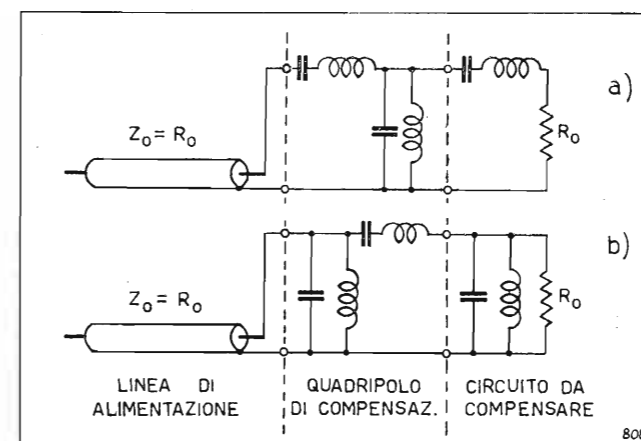 a)
Z₀ = R₀
R₀
b)
Z₀ = R₀
R₀
LINEA DI
ALIMENTAZIONE
QUADRIPOLO
DI COMPENSAZ.
CIRCUITO DA
COMPENSARE